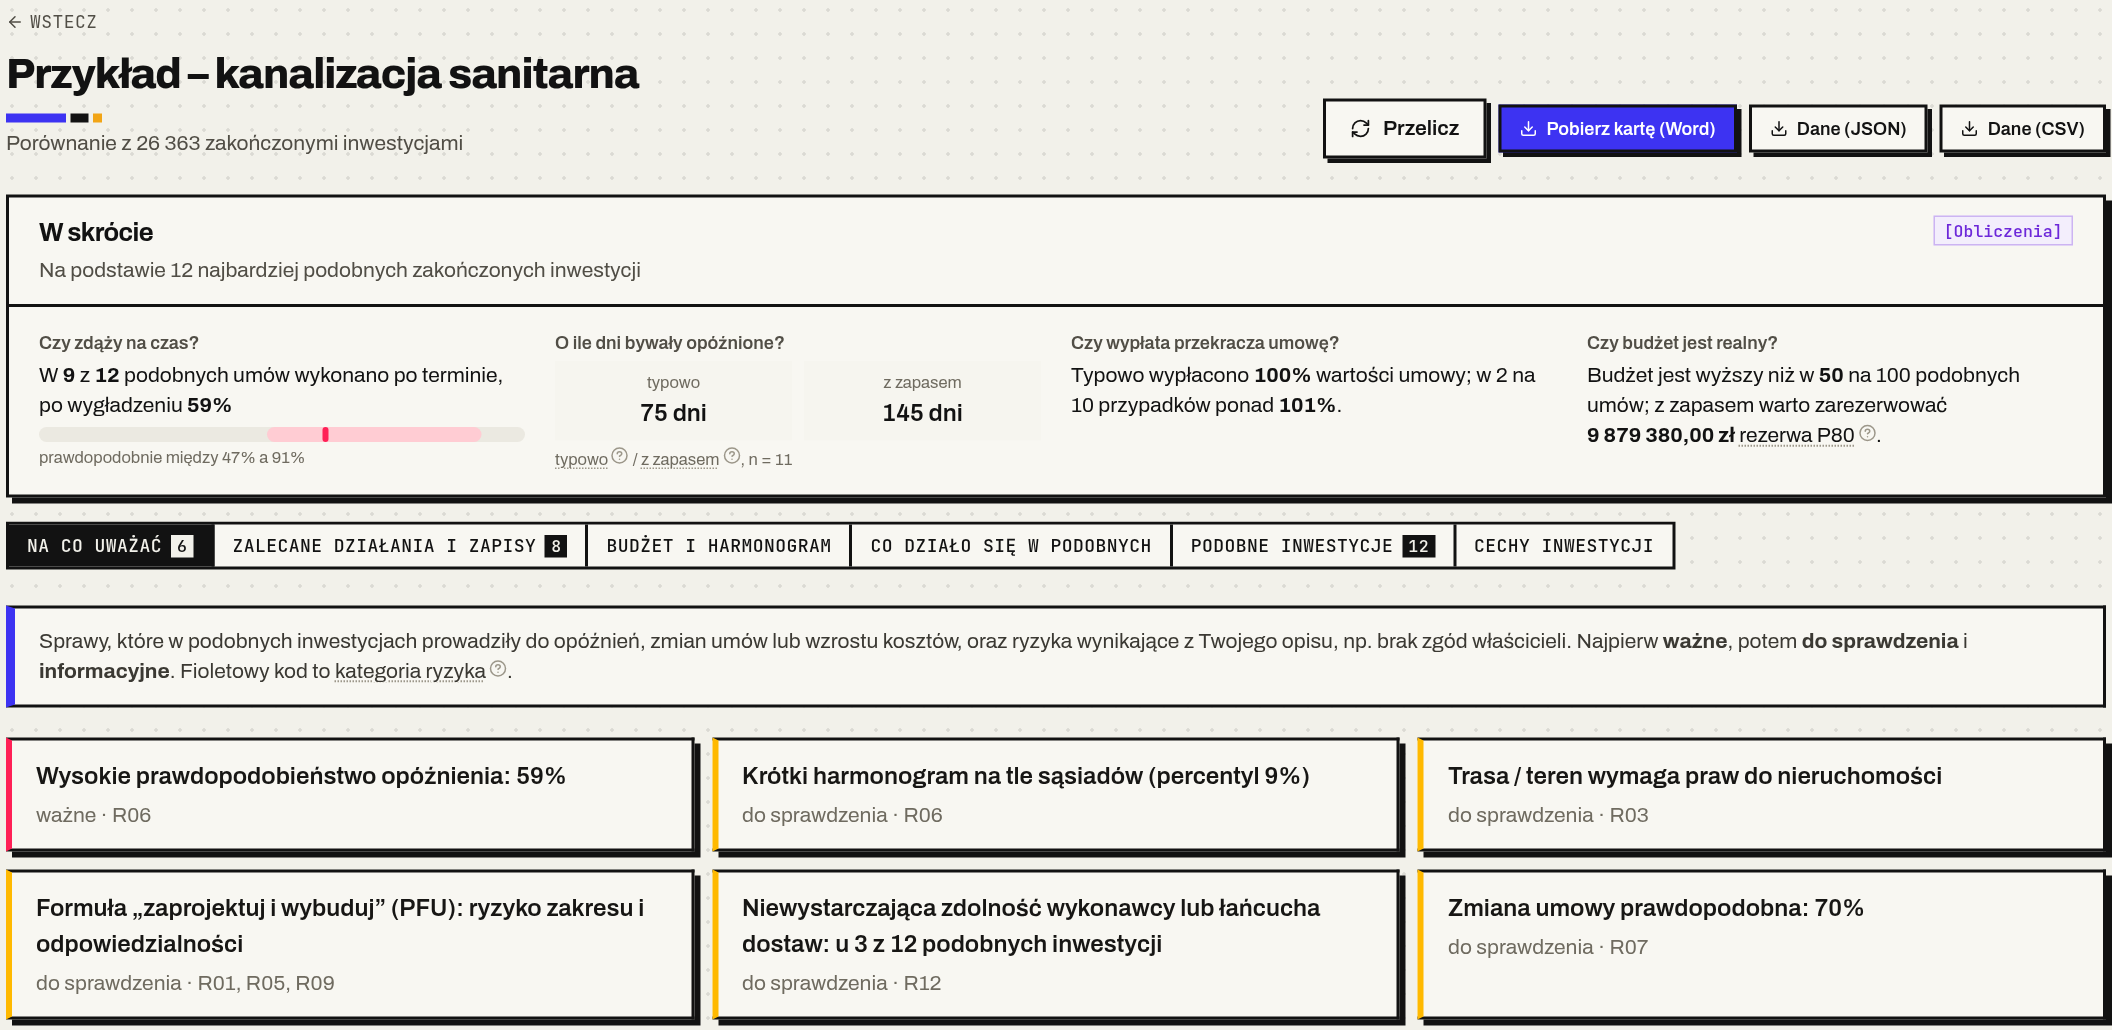 ← WSTECZ
Przykład – kanalizacja sanitarna
Porównanie z 26 363 zakończonymi inwestycjami
Przelicz
Pobierz kartę (Word)
Dane (JSON)
Dane (CSV)
W skrócie
[Obliczenia]
Na podstawie 12 najbardziej podobnych zakończonych inwestycji
Czy zdąży na czas?
W 9 z 12 podobnych umów wykonano po terminie,
po wygładzeniu 59%
prawdopodobnie między 47% a 91%
O ile dni bywały opóźnione?
typowo
75 dni
z zapasem
145 dni
typowo ? / z zapasem ?, n = 11
Czy wypłata przekracza umowę?
Typowo wypłacono 100% wartości umowy; w 2 na
10 przypadków ponad 101%.
Czy budżet jest realny?
Budżet jest wyższy niż w 50 na 100 podobnych
umów; z zapasem warto zarezerwować
9 879 380,00 zł rezerwa P80 ?.
NA CO UWAŻAĆ 6
ZALECANE DZIAŁANIA I ZAPISY 8
BUDŻET I HARMONOGRAM
CO DZIAŁO SIĘ W PODOBNYCH
PODOBNE INWESTYCJE 12
CECHY INWESTYCJI
Sprawy, które w podobnych inwestycjach prowadziły do opóźnień, zmian umów lub wzrostu kosztów, oraz ryzyka wynikające z Twojego opisu, np. brak zgód właścicieli. Najpierw ważne, potem do sprawdzenia i
informacyjne. Fioletowy kod to kategoria ryzyka ?.
Wysokie prawdopodobieństwo opóźnienia: 59%
ważne · R06
Krótki harmonogram na tle sąsiadów (percentyl 9%)
do sprawdzenia · R06
Trasa / teren wymaga praw do nieruchomości
do sprawdzenia · R03
Formuła „zaprojektuj i wybuduj” (PFU): ryzyko zakresu i
odpowiedzialności
do sprawdzenia · R01, R05, R09
Niewystarczająca zdolność wykonawcy lub łańcucha
dostaw: u 3 z 12 podobnych inwestycji
do sprawdzenia · R12
Zmiana umowy prawdopodobna: 70%
do sprawdzenia · R07